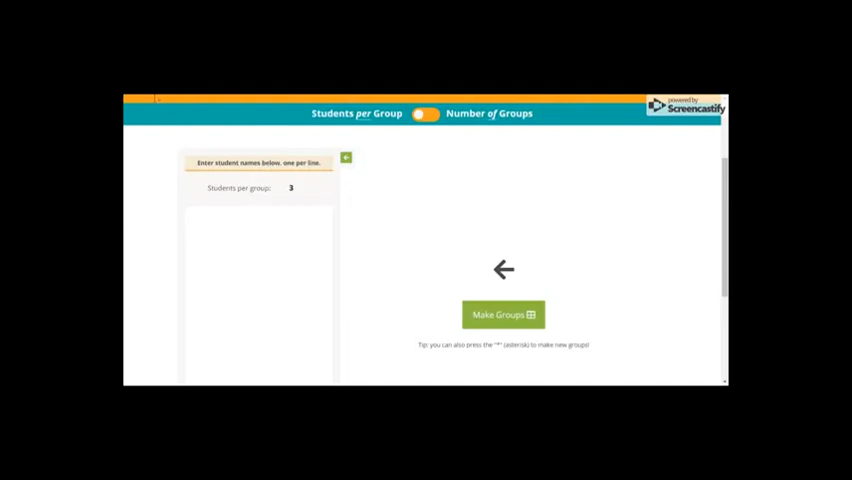 powered by
Screencastify
Students per Group Number of Groups
Enter student names below, one per line.
Students per group: 3
Make Groups
Tip: you can also press the "*" (asterisk) to make new groups!